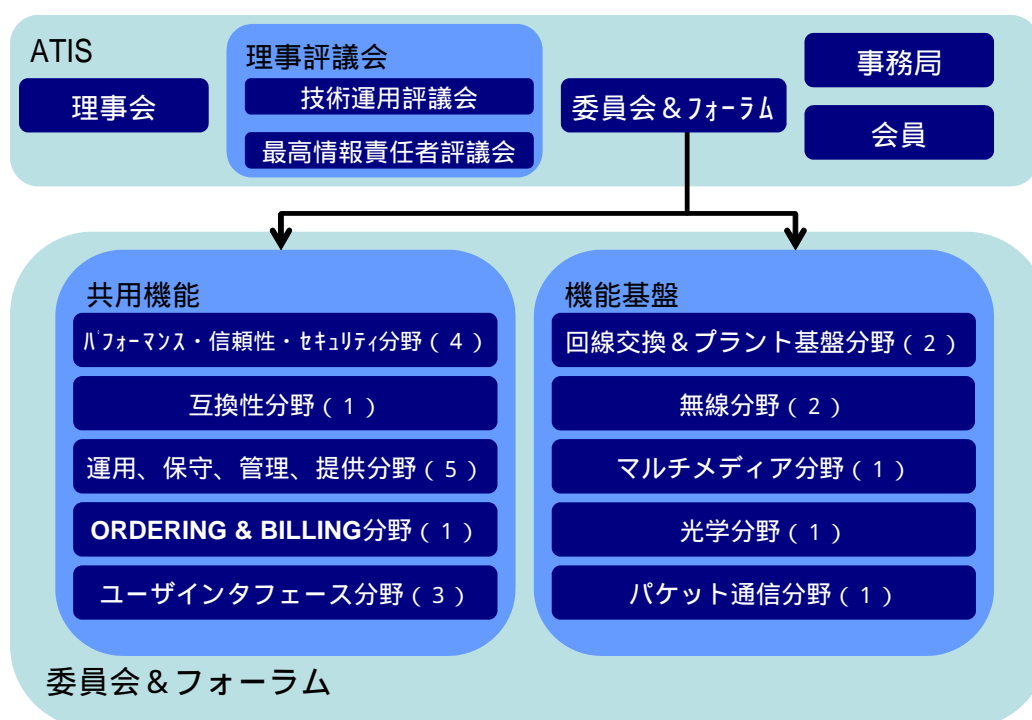 ATIS
理事会
理事評議会
技術運用評議会
最高情報責任者評議会
委員会&フォーラム
事務局
会員
共用機能
パフォーマンス・信頼性・セキュリティ分野(4)
互換性分野(1)
運用、保守、管理、提供分野(5)
ORDERING & BILLING分野(1)
ユーザインタフェース分野(3)
機能基盤
回線交換&プラント基盤分野(2)
無線分野(2)
マルチメディア分野(1)
光学分野(1)
パケット通信分野(1)
委員会&フォーラム